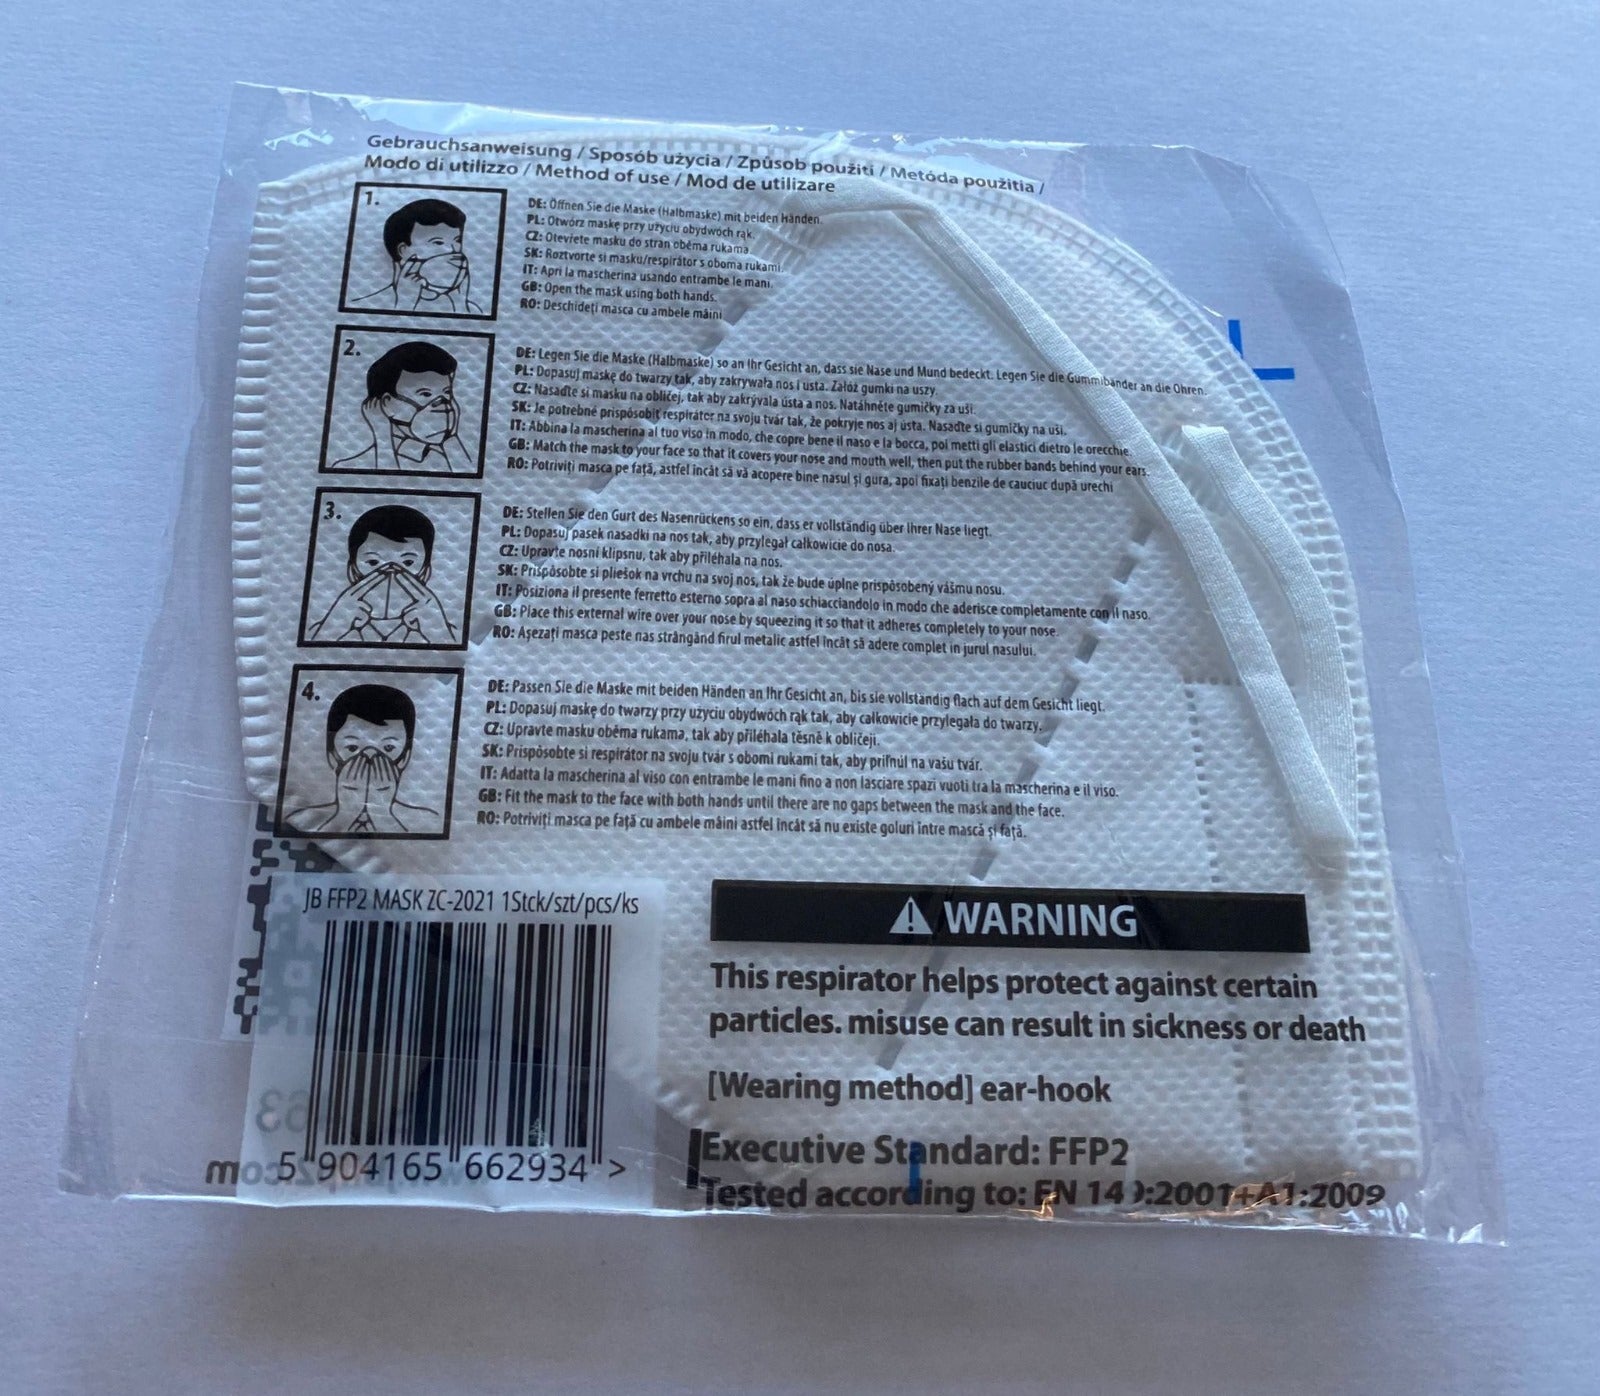 Gebrauchsanweisung / Sposób użycia / Způsob použití / Metóda použitia /
Modo di utilizzo / Method of use / Mod de utilizare
1.
DE: Öffnen Sie die Maske (Halbmaske) mit beiden Händen.
PL: Otwórz maskę przy użyciu obydwóch rąk.
CZ: Otevřete masku do stran oběma rukama
SK: Roztvorte si masku/respirátor s oboma rukami.
IT: Apri la mascherina usando entrambe le mani.
GB: Open the mask using both hands.
RO: Deschideți masca cu ambele mâini
2.
DE: Legen Sie die Maske (Halbmaske) so an Ihr Gesicht an, dass sie Nase und Mund bedeckt. Legen Sie die Gummibänder an die Ohren.
PL: Dopasuj maskę do twarzy tak, aby zakrywała nos i usta. Załóż gumki na uszy.
CZ: Nasaďte si masku na obličej, tak aby zakrývala ústa a nos. Natáhněte gumičky za uši.
SK: Je potrebné prispôsobiť respirátor na svoju tvár tak, že pokryje nos aj ústa. Nasaďte si gumičky na uši.
IT: Abbina la mascherina al tuo viso in modo, che copre bene il naso e la bocca, poi metti gli elastici dietro le orecchie.
GB: Match the mask to your face so that it covers your nose and mouth well, then put the rubber bands behind your ears.
RO: Potriviți masca pe față, astfel încât să vă acopere bine nasul și gura, apoi fixați benzile de cauciuc după urechi
3.
DE: Stellen Sie den Gurt des Nasenrückens so ein, dass er vollständig über Ihrer Nase liegt.
PL: Dopasuj pasek nasadki na nos tak, aby przylegał całkowicie do nosa.
CZ: Upravte nosní klipsnu, tak aby přiléhala na nos.
SK: Prispôsobte si pliešok na vrchu na svoj nos, tak že bude úplne prispôsobený vášmu nosu.
IT: Posiziona il presente ferretto esterno sopra al naso schiacciandolo in modo che aderisce completamente con il naso.
GB: Place this external wire over your nose by squeezing it so that it adheres completely to your nose.
RO: Așezați masca peste nas strângând firul metalic astfel încât să adere complet in jurul nasului.
4.
DE: Passen Sie die Maske mit beiden Händen an Ihr Gesicht an, bis sie vollständig flach auf dem Gesicht liegt.
PL: Dopasuj maskę do twarzy przy użyciu obydwóch rąk tak, aby całkowicie przylegała do twarzy.
CZ: Upravte masku oběma rukama, tak aby přiléhala těsně k obličeji.
SK: Prispôsobte si respirátor na svoju tvár s obomi rukami tak, aby priľnúl na vašu tvár.
IT: Adatta la mascherina al viso con entrambe le mani fino a non lasciare spazi vuoti tra la mascherina e il viso.
GB: Fit the mask to the face with both hands until there are no gaps between the mask and the face.
RO: Potriviți masca pe față cu ambele mâini astfel încât să nu existe goluri între mască și față.
JB FFP2 MASK ZC-2021 1Stck/szt/pcs/ks
5 904165 662934 >
WARNING
This respirator helps protect against certain
particles. misuse can result in sickness or death
[Wearing method] ear-hook
Executive Standard: FFP2
Tested according to: EN 149:2001+A1:2009